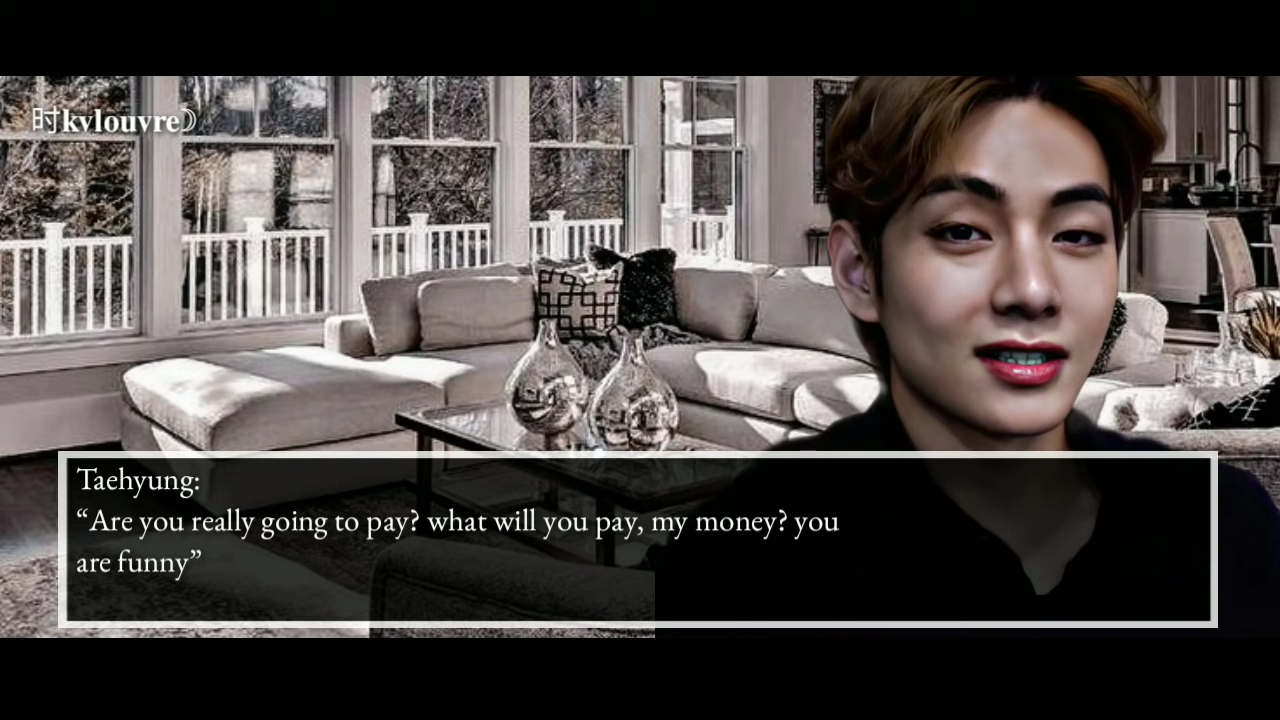 时kvlouvre☽
Taehyung:
“Are you really going to pay? what will you pay, my money? you
are funny”